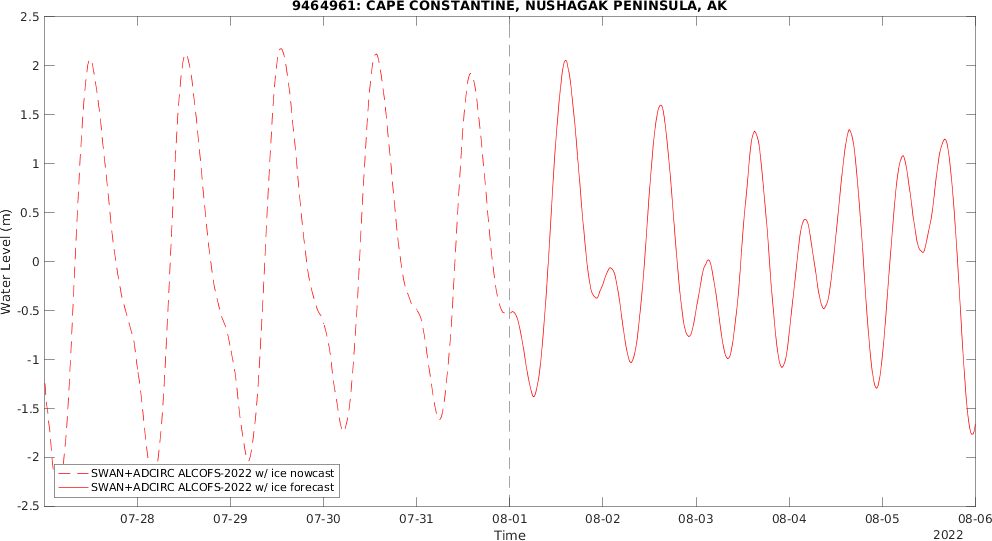 9464961: CAPE CONSTANTINE, NUSHAGAK PENINSULA, AK
2.5
2
1.5
1
0.5
0
-0.5
-1
-1.5
-2
-2.5
Water Level (m)
SWAN+ADCIRC ALCOFS-2022 w/ ice nowcast
SWAN+ADCIRC ALCOFS-2022 w/ ice forecast
07-28 07-29 07-30 07-31 08-01 08-02 08-03 08-04 08-05 08-06
Time
2022